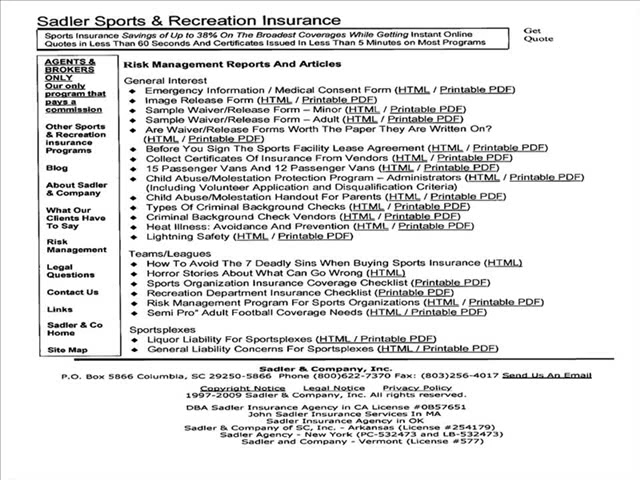 Sadler Sports & Recreation Insurance
Sports Insurance Savings of Up to 38% On The Broadest Coverages While Getting Instant Online
Quotes in Less Than 60 Seconds And Certificates Issued In Less Than 5 Minutes on Most Programs
Get
Quote
AGENTS &
BROKERS
ONLY
Our only
program that
pays a
commission
Other Sports
& Recreation
insurance
Programs
Blog
About Sadler
& Company
What Our
Clients Have
To Say
Risk
Management
Legal
Questions
Contact Us
Links
Sadler & Co
Home
Site Map
Risk Management Reports And Articles
General Interest
Emergency Information / Medical Consent Form (HTML / Printable PDF)
Image Release Form (HTML / Printable PDF)
Sample Waiver/Release Form – Minor (HTML / Printable PDF)
Sample Waiver/Release Form – Adult (HTML / Printable PDF)
Are Waiver/Release Forms Worth The Paper They Are Written On?
(HTML / Printable PDF)
Before You Sign The Sports Facility Lease Agreement (HTML / Printable PDF)
Collect Certificates Of Insurance From Vendors (HTML / Printable PDF)
15 Passenger Vans And 12 Passenger Vans (HTML / Printable PDF)
Child Abuse/Molestation Protection Program – Administrators (HTML / Printable PDF)
(Including Volunteer Application and Disqualification Criteria)
Child Abuse/Molestation Handout For Parents (HTML / Printable PDF)
Types Of Criminal Background Checks (HTML / Printable PDF)
Criminal Background Check Vendors (HTML / Printable PDF)
Heat Illness: Avoidance And Prevention (HTML / Printable PDF)
Lightning Safety (HTML / Printable PDF)
Teams/Leagues
How To Avoid The 7 Deadly Sins When Buying Sports Insurance (HTML)
Horror Stories About What Can Go Wrong (HTML)
Sports Organization Insurance Coverage Checklist (Printable PDF)
Recreation Department Insurance Checklist (Printable PDF)
Risk Management Program For Sports Organizations (HTML / Printable PDF)
Semi Pro" Adult Football Coverage Needs (HTML / Printable PDF)
Sportsplexes
Liquor Liability For Sportsplexes (HTML / Printable PDF)
General Liability Concerns For Sportsplexes (HTML / Printable PDF)
Sadler & Company, Inc.
P.O. Box 5866 Columbia, SC 29250-5866 Phone (800)622-7370 Fax: (803)256-4017 Send Us An Email
Copyright Notice Legal Notice Privacy Policy
1997-2009 Sadler & Company, Inc. All rights reserved.
DBA Sadler Insurance Agency in CA License #0B57651
John Sadler Insurance Services In MA
Sadler Insurance Agency in OK
Sadler & Company of SC, Inc. - Arkansas (License #254179)
Sadler Agency - New York (PC-532473 and LB-532473)
Sadler and Company - Vermont (License #577)